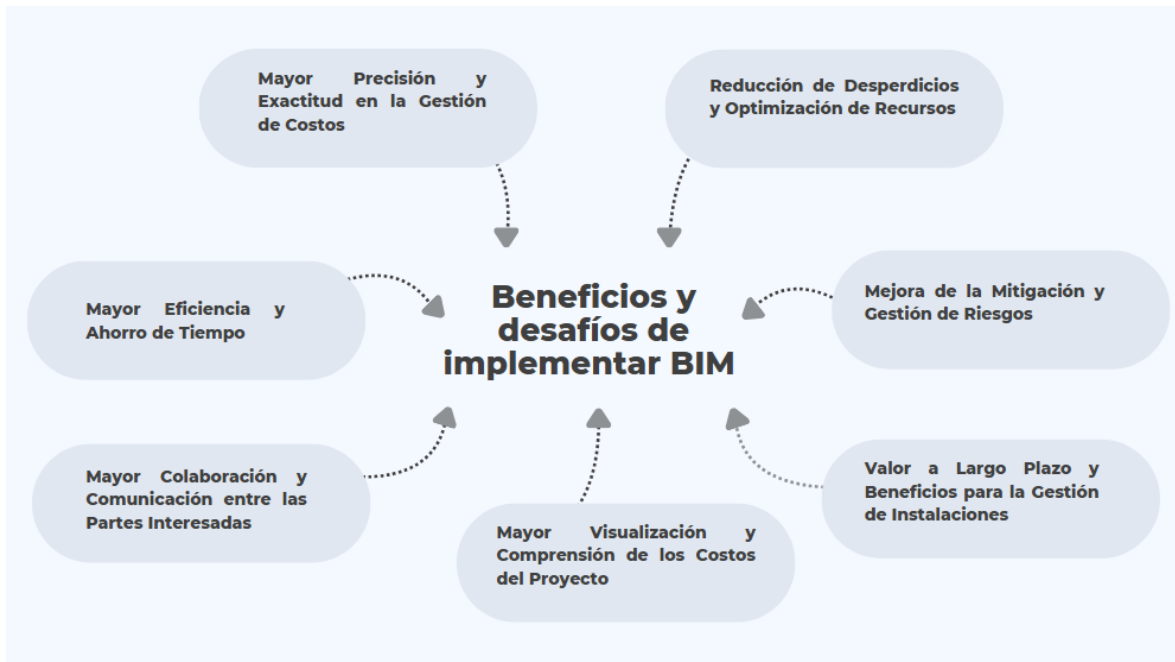 Mayor Precisión y
Exactitud en la Gestión
de Costos
Reducción de Desperdicios
y Optimización de Recursos
Mayor Eficiencia y
Ahorro de Tiempo
Beneficios y
desafíos de
implementar BIM
Mejora de la Mitigación y
Gestión de Riesgos
Mayor Colaboración y
Comunicación entre las
Partes Interesadas
Mayor Visualización y
Comprensión de los Costos
del Proyecto
Valor a Largo Plazo y
Beneficios para la Gestión
de Instalaciones